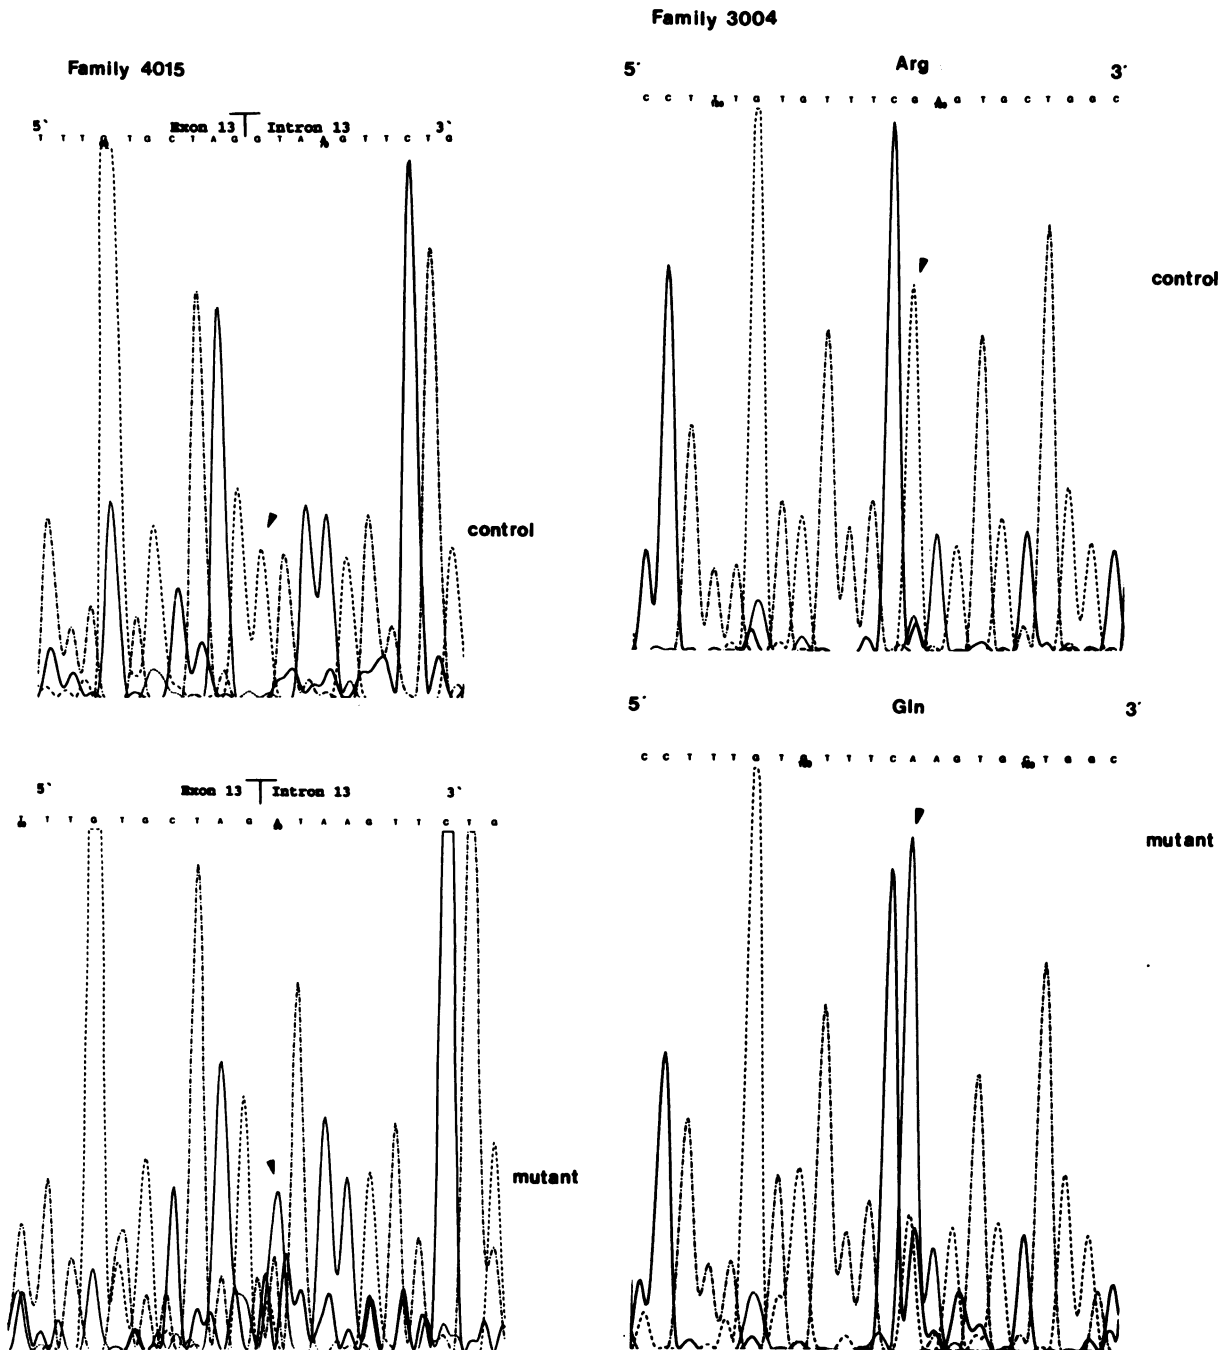 Family 3004
Family 4015
5' Arg 3'
C C T T T G T G T T T C G A G T G C T G G C
5` Exon 13 Intron 13 3`
T T T G T G C T A G G T A A G T T C T G
control
control
5' Gln 3'
C C T T T G T G T T T C A A G T G C T G G C
mutant
5` Exon 13 Intron 13 3`
T T T G T G C T A G A T A A G T T C T G
mutant